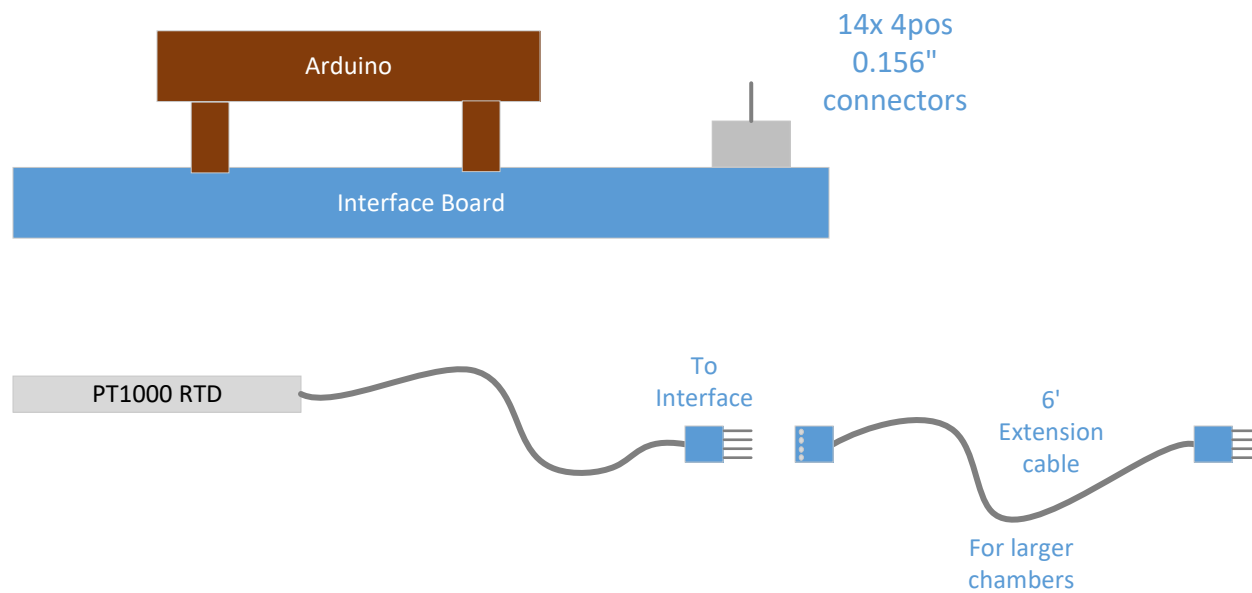 14x 4pos
0.156"
connectors
Arduino
Interface Board
PT1000 RTD
To
Interface
6'
Extension
cable
For larger
chambers